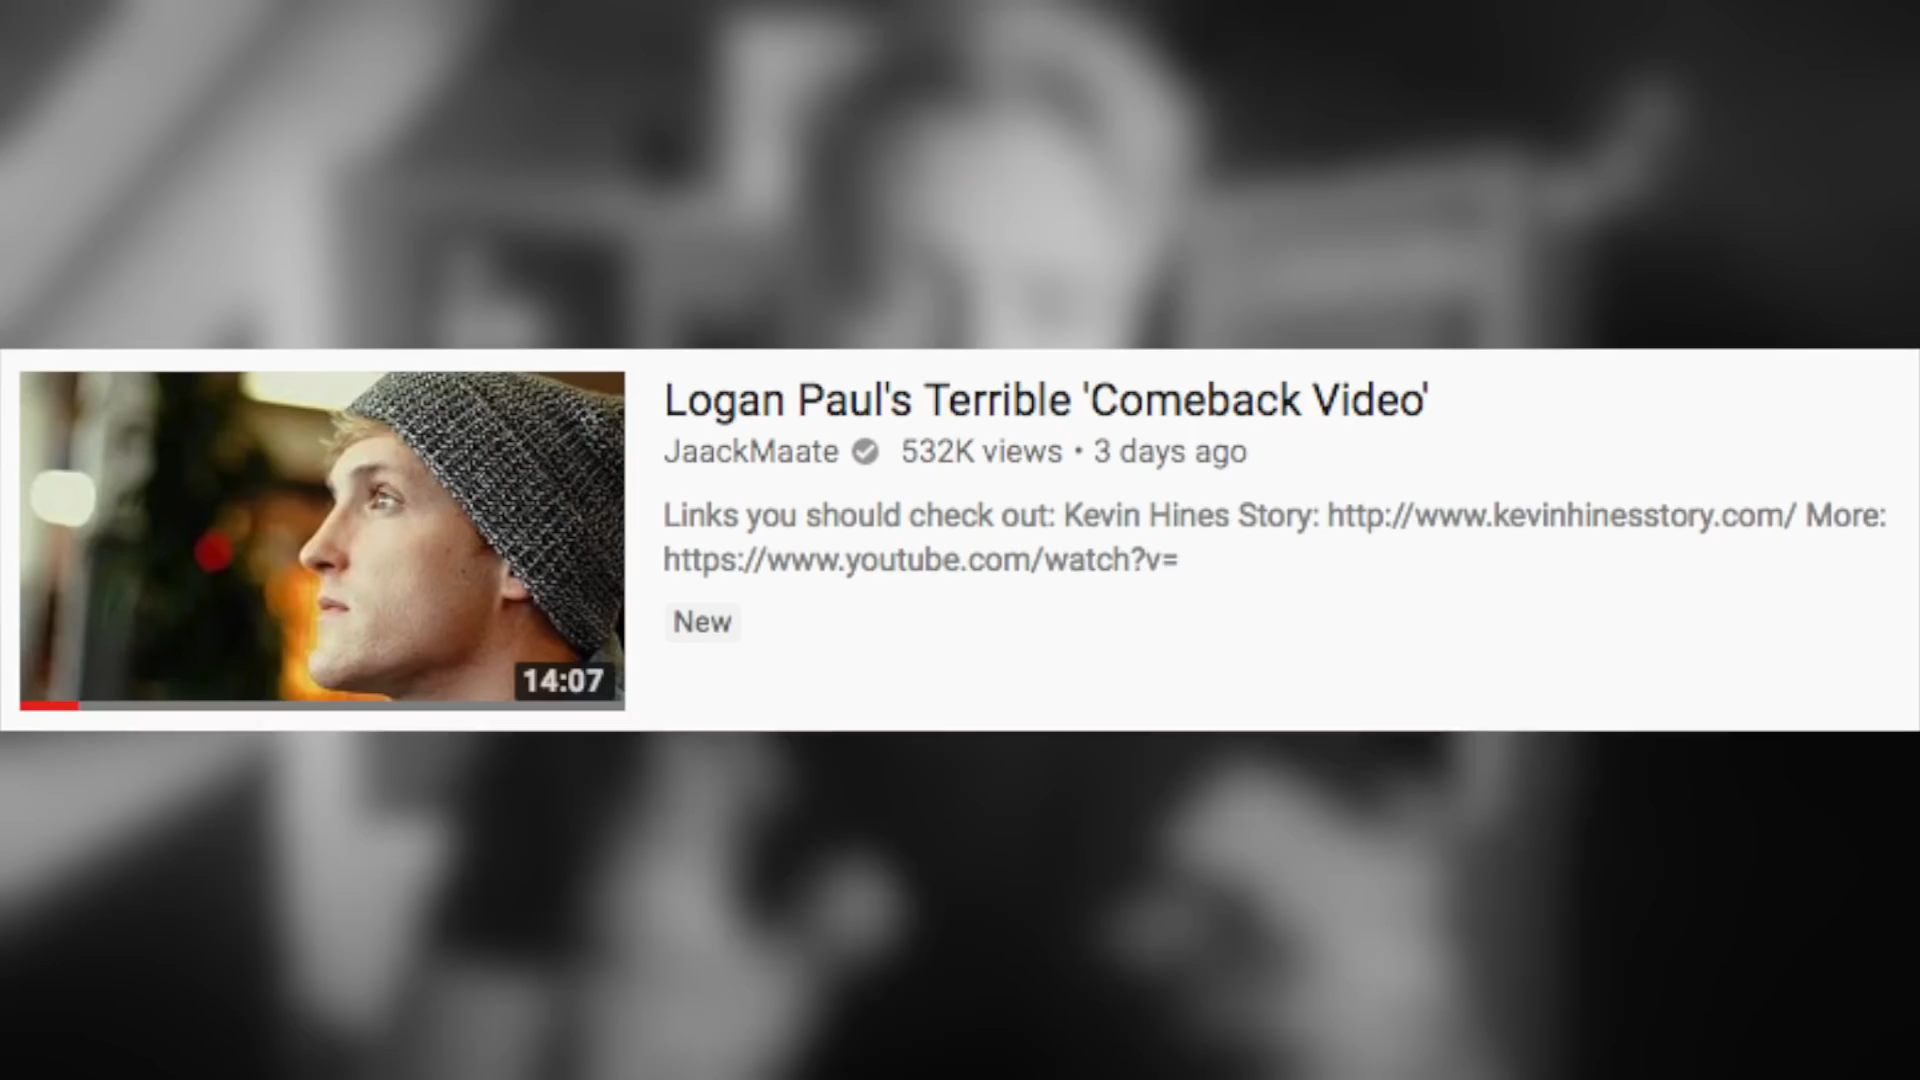 Logan Paul's Terrible 'Comeback Video'
JaackMaate 532K views • 3 days ago
Links you should check out: Kevin Hines Story: http://www.kevinhinesstory.com/ More:
https://www.youtube.com/watch?v=
New
14:07